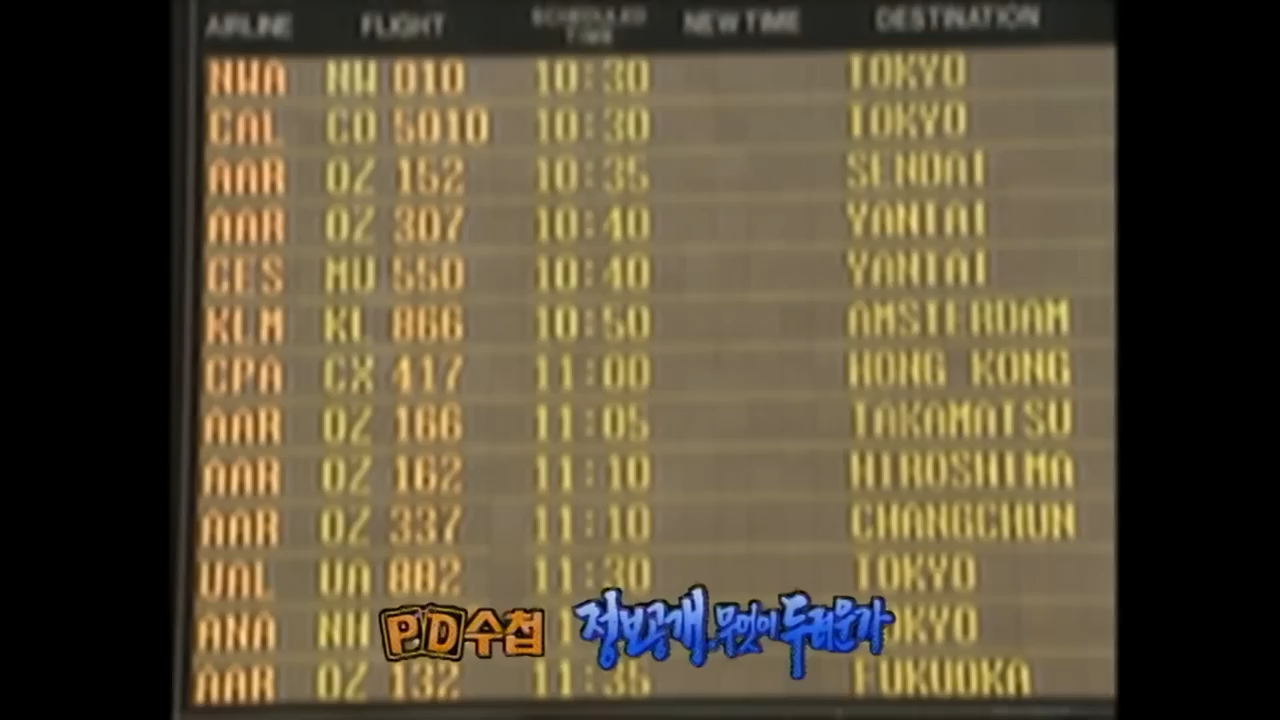 AIRLINE FLIGHT SCHEDULED TIME NEW TIME DESTINATION
NWA NW 010 10:30 TOKYO
CAL CO 5010 10:30 TOKYO
AAR OZ 152 10:35 SENDAI
AAR OZ 307 10:40 YANTAI
CES MU 550 10:40 YANTAI
KLM KL 866 10:50 AMSTERDAM
CPA CX 417 11:00 HONG KONG
AAR OZ 166 11:05 TAKAMATSU
AAR OZ 162 11:10 HIROSHIMA
AAR OZ 337 11:10 CHANGCHUN
UAL UA 882 11:30 TOKYO
ANA NH TOKYO
AAR OZ 132 11:35 FUKUOKA
PD수첩 정보공개, 무엇이 두려운가